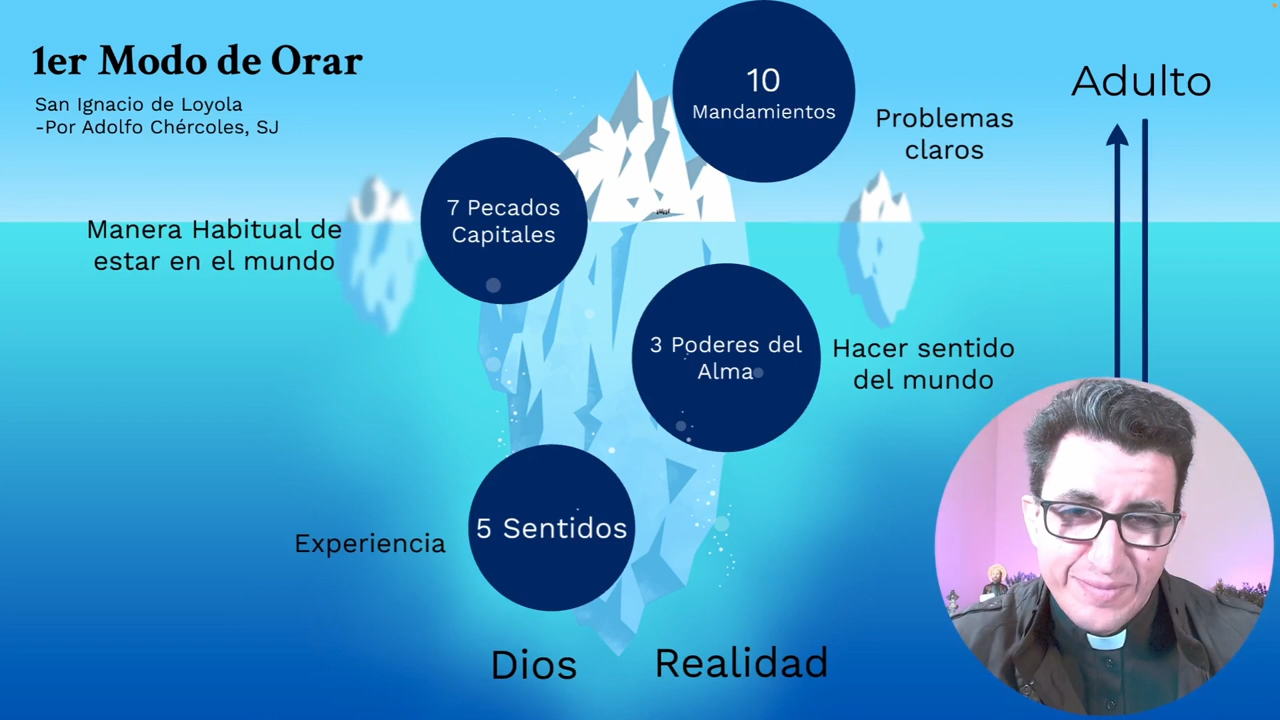 1er Modo de Orar
San Ignacio de Loyola
-Por Adolfo Chércoles, SJ
10
Mandamientos
Problemas
claros
Adulto
7 Pecados
Capitales
Manera Habitual de
estar en el mundo
3 Poderes del
Alma
Hacer sentido
del mundo
5 Sentidos
Experiencia
Dios
Realidad